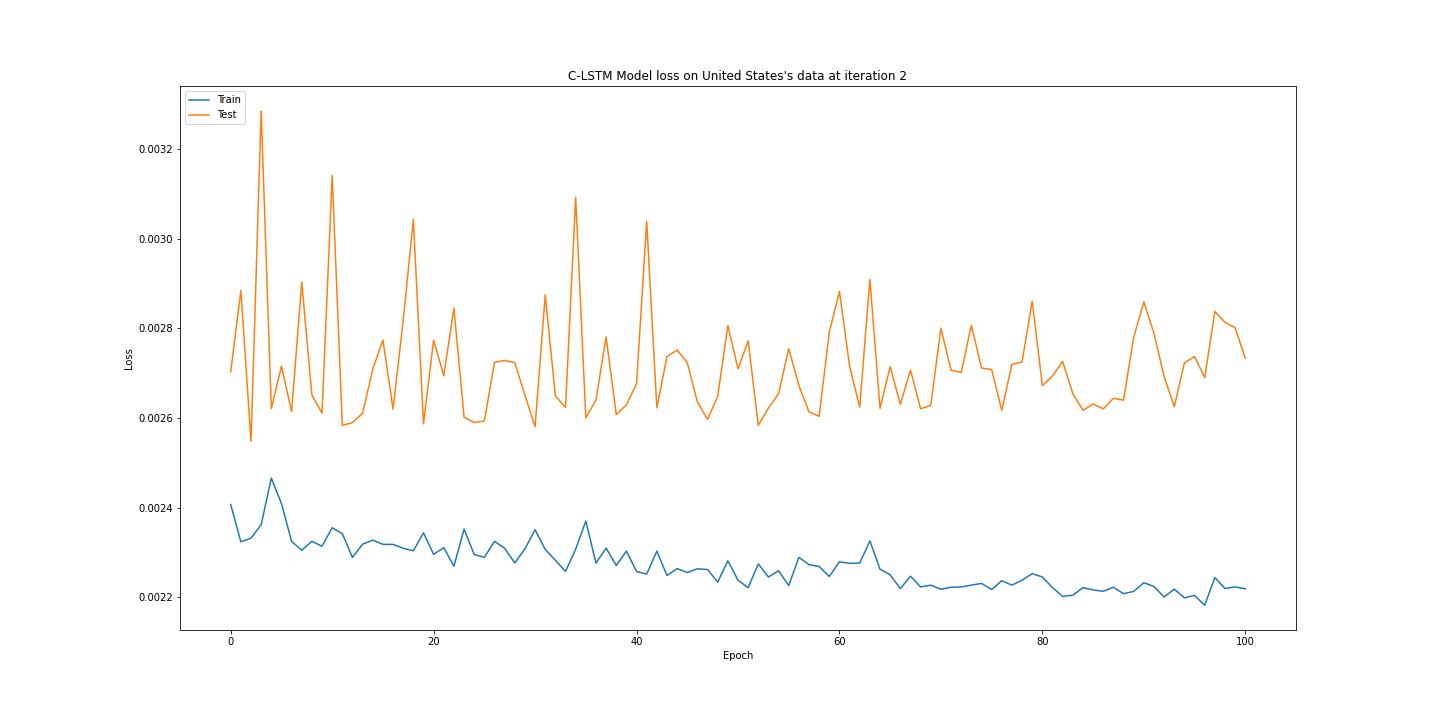 C-LSTM Model loss on United States's data at iteration 2
Train
Test
0.0032
0.0030
0.0028
0.0026
0.0024
0.0022
Loss
0 20 40 60 80 100
Epoch